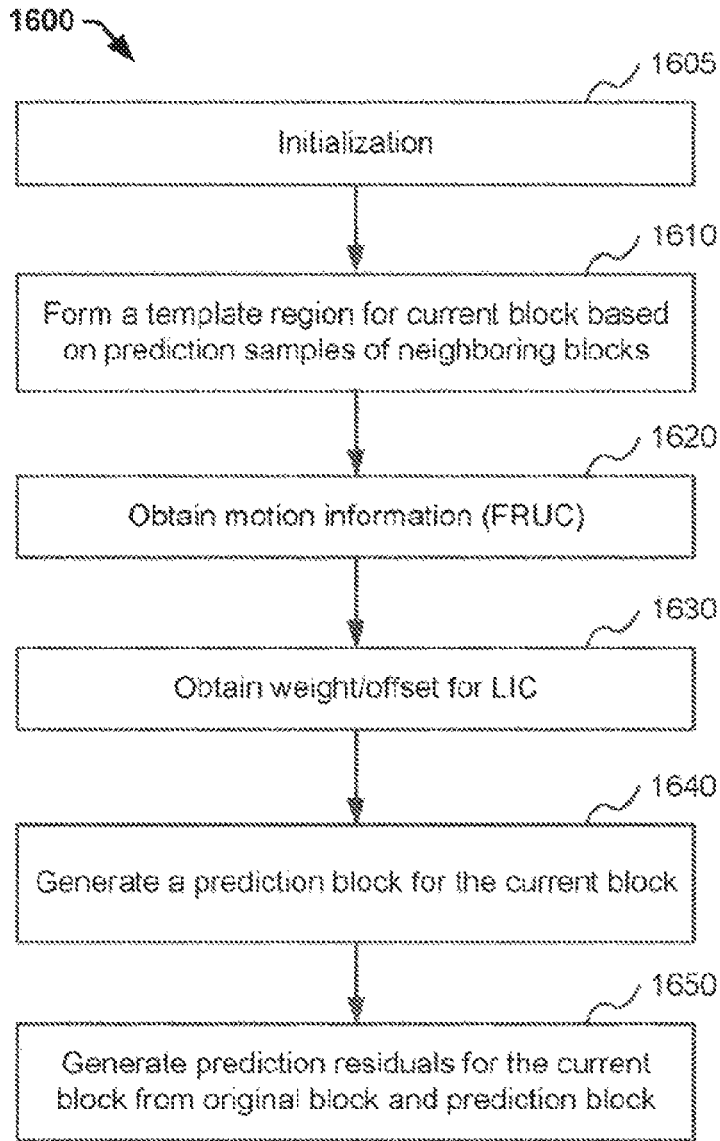 1600
1605
Initialization
1610
Form a template region for current block based
on prediction samples of neighboring blocks
1620
Obtain motion information (FRUC)
1630
Obtain weight/offset for LIC
1640
Generate a prediction block for the current block
1650
Generate prediction residuals for the current
block from original block and prediction block